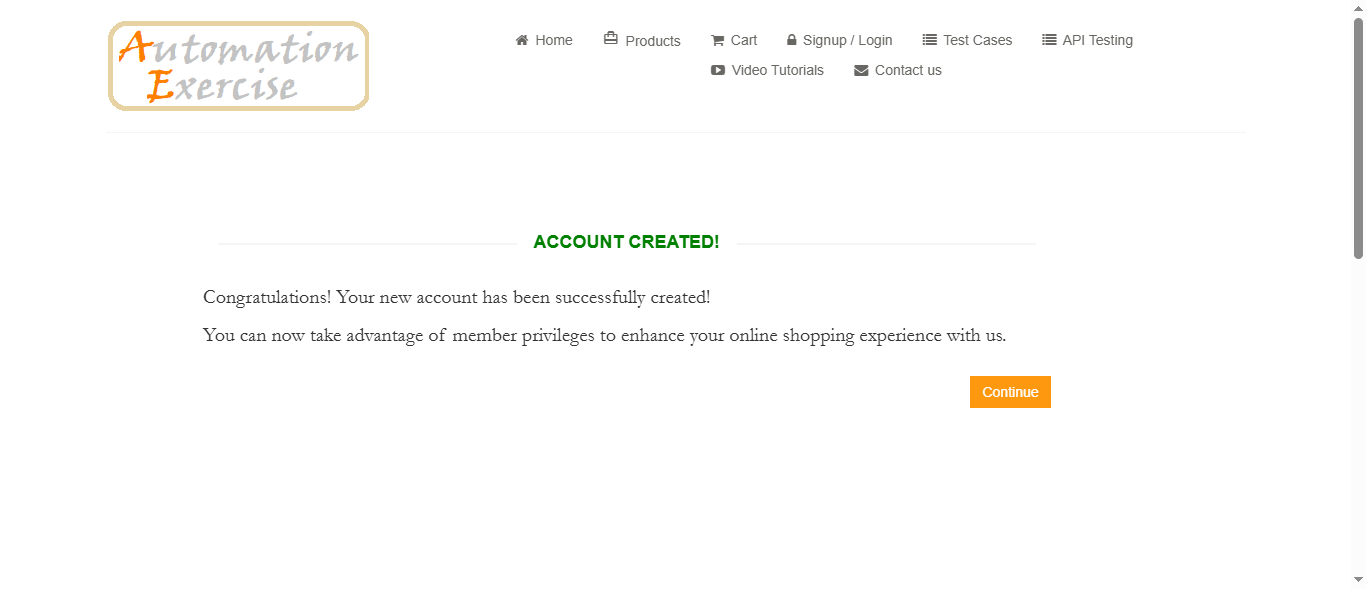 Automation
Exercise
Home Products Cart Signup / Login Test Cases API Testing
Video Tutorials Contact us
ACCOUNT CREATED!
Congratulations! Your new account has been successfully created!
You can now take advantage of member privileges to enhance your online shopping experience with us.
Continue